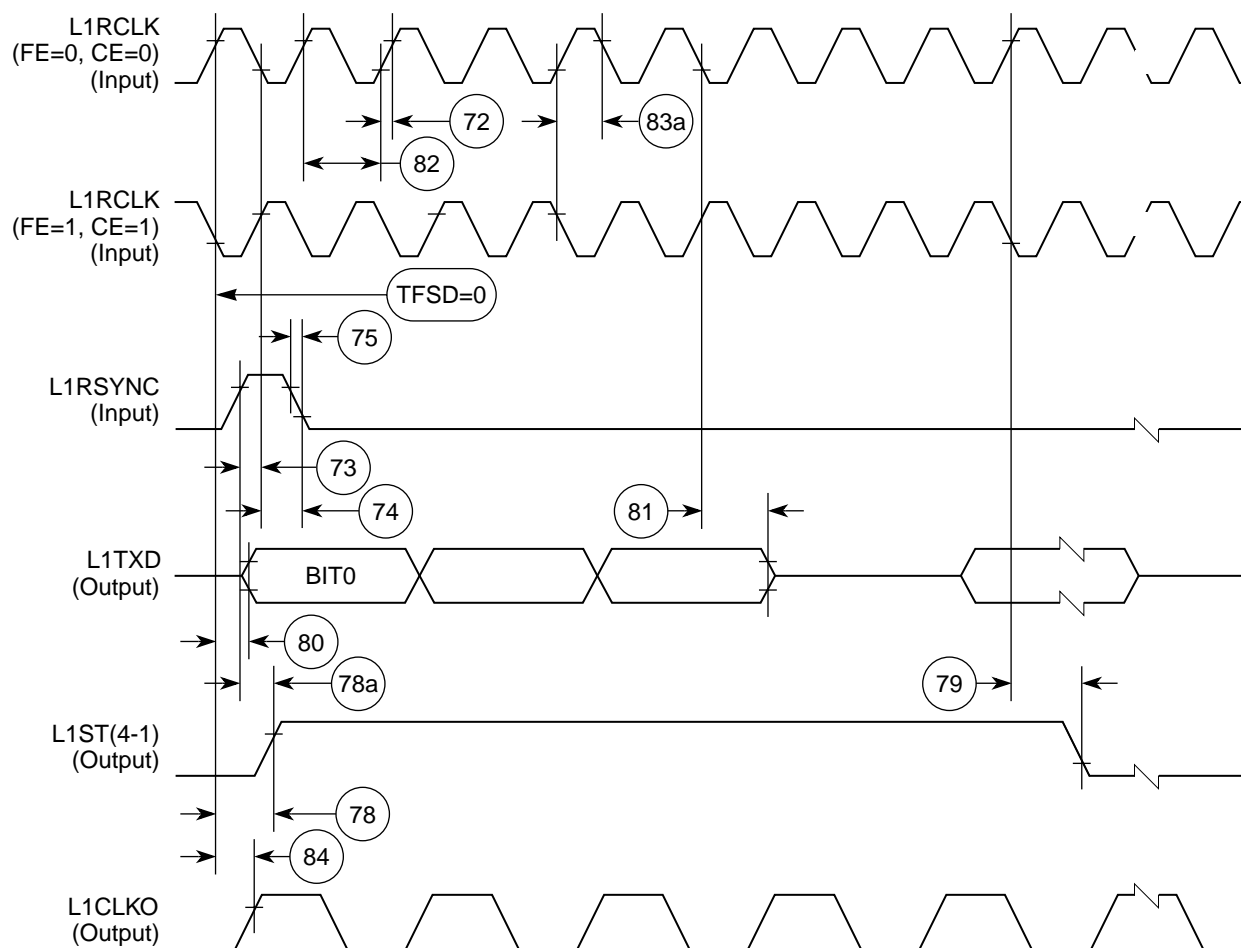 L1RCLK
(FE=0, CE=0)
(Input)
72
83a
82
L1RCLK
(FE=1, CE=1)
(Input)
TFSD=0
75
L1RSYNC
(Input)
73
74
81
L1TXD
(Output)
BIT0
80
78a
79
L1ST(4-1)
(Output)
78
84
L1CLKO
(Output)